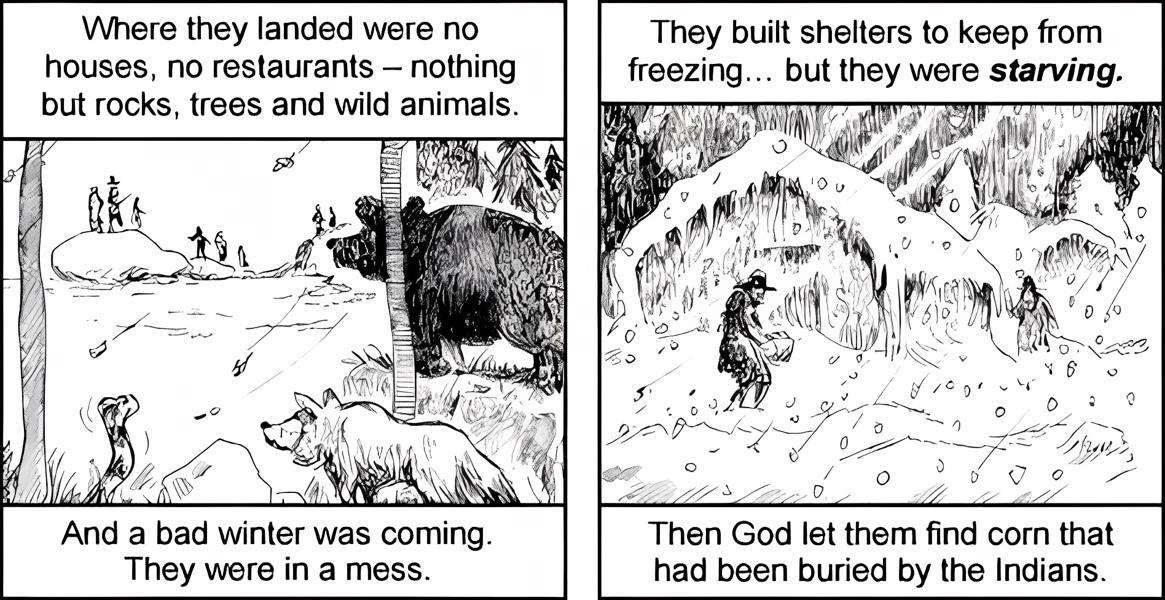 Where they landed were no
houses, no restaurants – nothing
but rocks, trees and wild animals.
And a bad winter was coming.
They were in a mess.
They built shelters to keep from
freezing... but they were starving.
Then God let them find corn that
had been buried by the Indians.